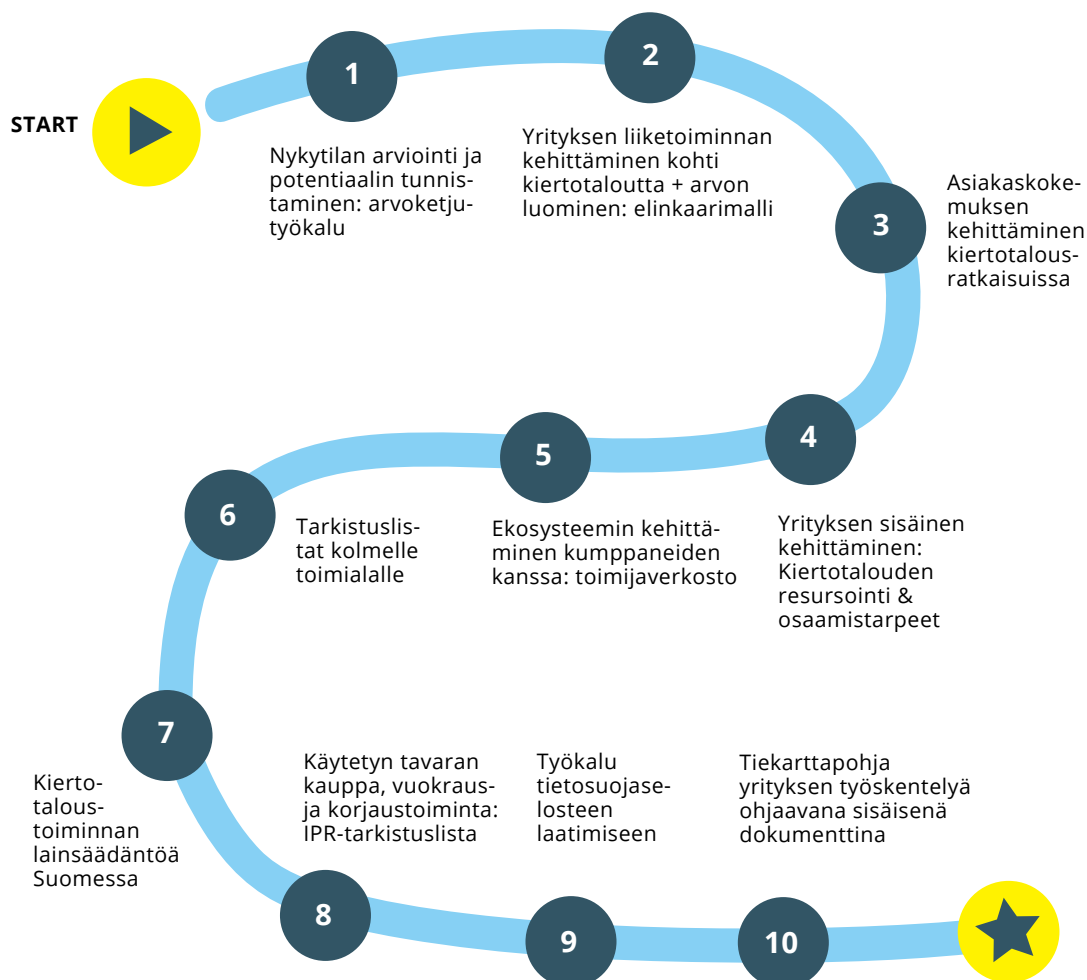 START
1
Nykytilan arviointi ja
potentiaalin tunnis-
taminen: arvoketju-
työkalu
2
Yrityksen liiketoiminnan
kehittäminen kohti
kiertotaloutta + arvon
luominen: elinkaarimalli
3
Asiakaskoke-
muksen
kehittäminen
kiertotalous-
ratkaisuissa
4
Yrityksen sisäinen
kehittäminen:
Kiertotalouden
resursointi &
osaamistarpeet
5
Ekosysteemin kehittä-
minen kumppaneiden
kanssa: toimijaverkosto
6
Tarkistuslis-
tat kolmelle
toimialalle
7
Kierto-
talous-
toiminnan
lainsäädäntöä
Suomessa
8
Käytetyn tavaran
kauppa, vuokraus-
ja korjaustoiminta:
IPR-tarkistuslista
9
Työkalu
tietosuojase-
losteen
laatimiseen
10
Tiekarttapohja
yrityksen työskentelyä
ohjaavana sisäisenä
dokumenttina